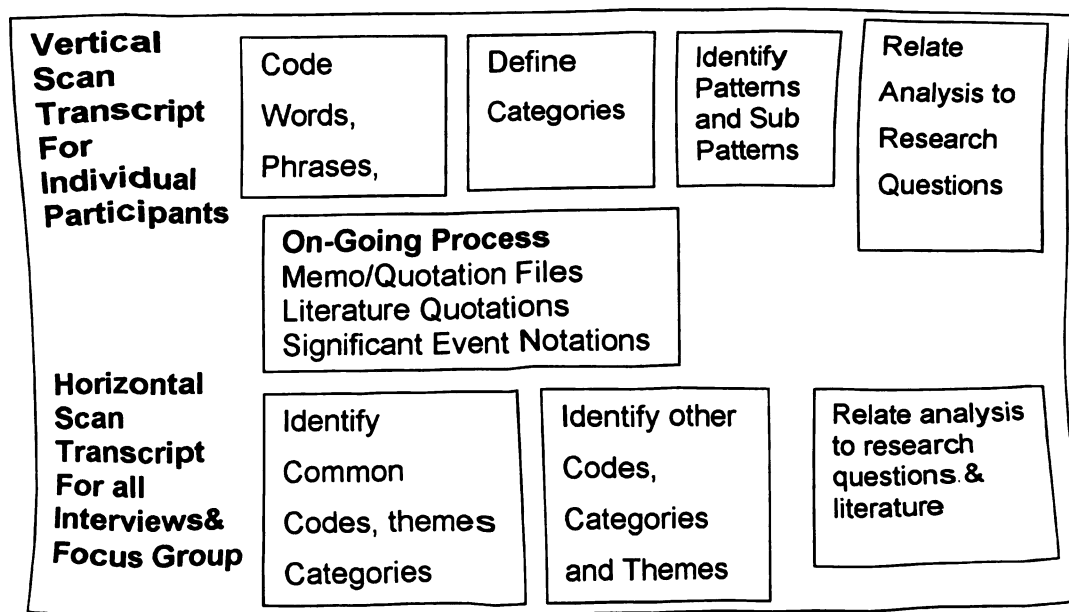 Vertical
Scan
Transcript
For
Individual
Participants
Code
Words,
Phrases,
Define
Categories
Identify
Patterns
and Sub
Patterns
Relate
Analysis to
Research
Questions
On-Going Process
Memo/Quotation Files
Literature Quotations
Significant Event Notations
Horizontal
Scan
Transcript
For all
Interviews&
Focus Group
Identify
Common
Codes, themes
Categories
Identify other
Codes,
Categories
and Themes
Relate analysis
to research
questions &
literature